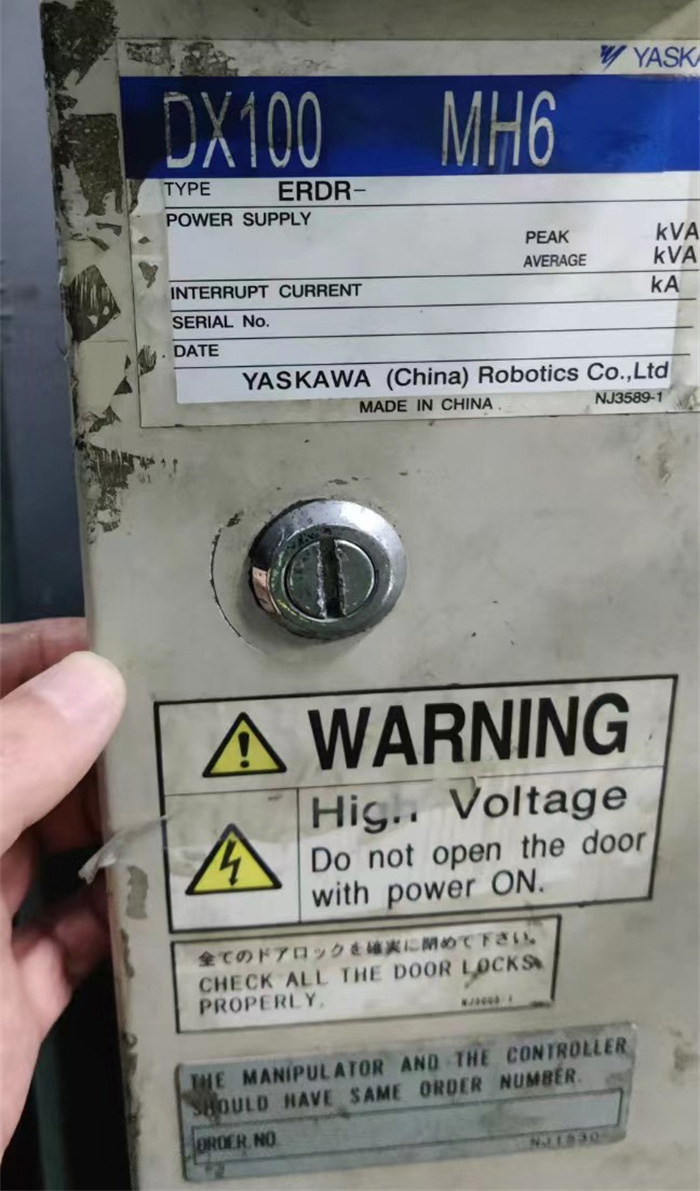 YASKA
DX100 MH6
TYPE ERDR-
POWER SUPPLY
PEAK kVA
AVERAGE kVA
INTERRUPT CURRENT kA
SERIAL No.
DATE
YASKAWA (China) Robotics Co.,Ltd
MADE IN CHINA NJ3589-1
WARNING
High Voltage
Do not open the door
with power ON.
全てのドアロックを確実に閉めて下さい。
CHECK ALL THE DOOR LOCKS
PROPERLY.
THE MANIPULATOR AND THE CONTROLLER
SHOULD HAVE SAME ORDER NUMBER.
ORDER NO.
NJ1530